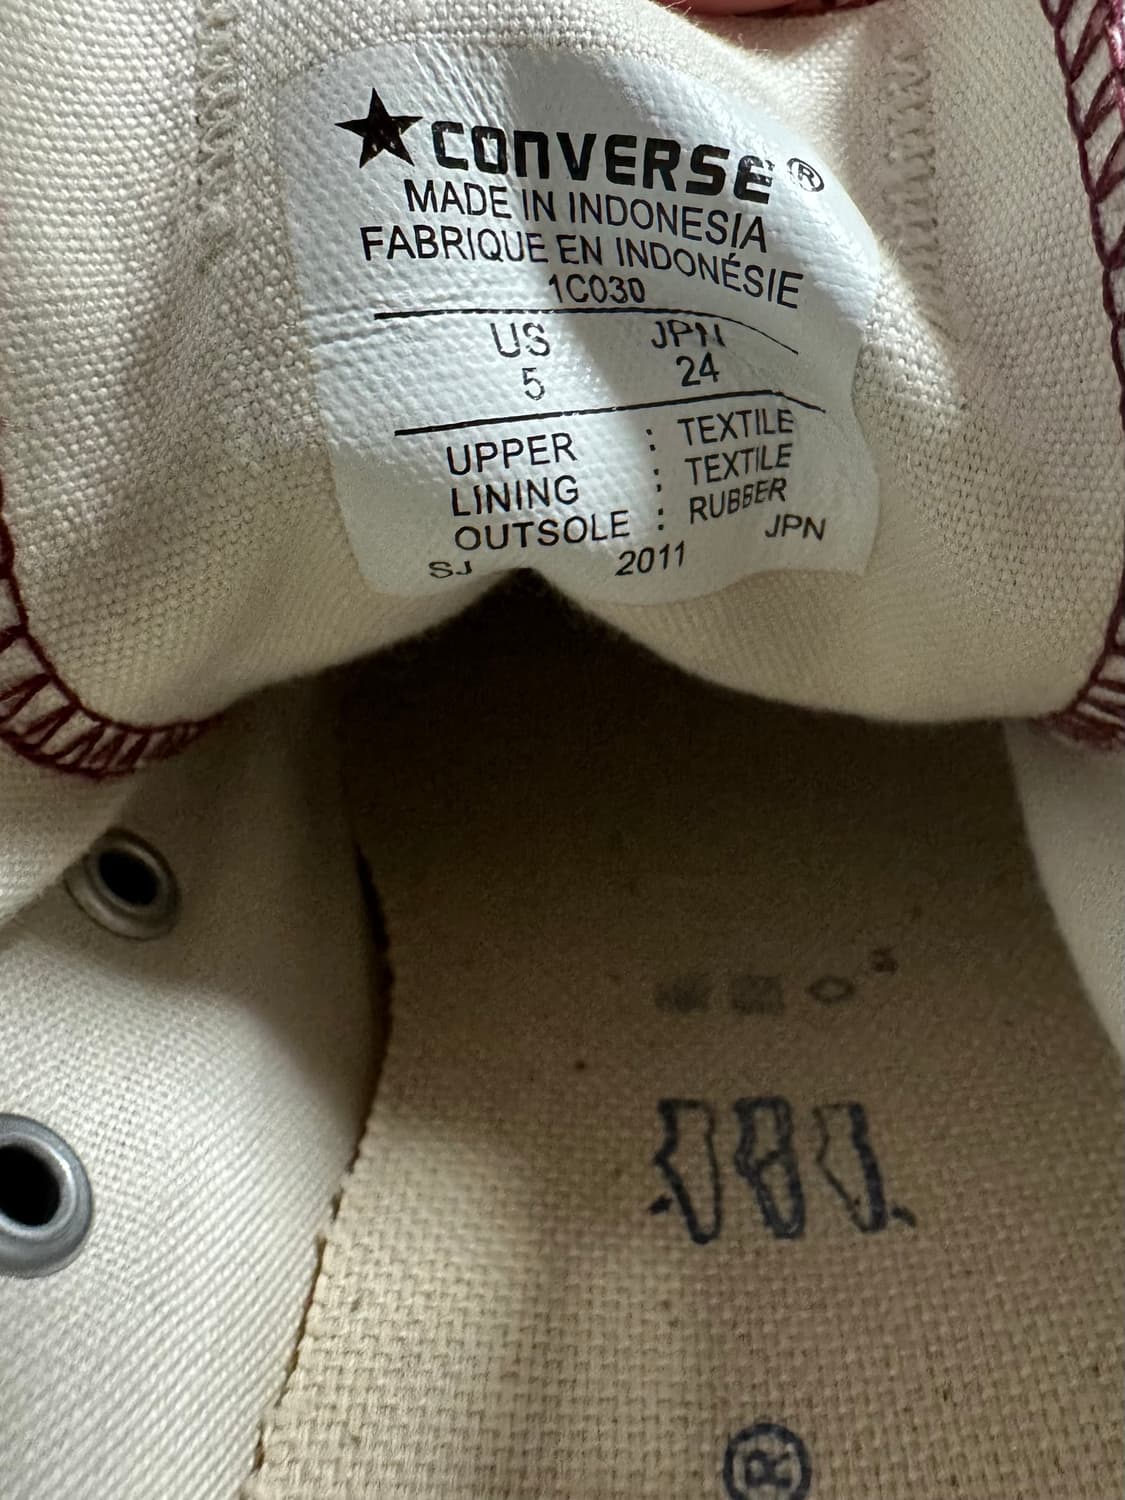 ★CONVERSE®
MADE IN INDONESIA
FABRIQUE EN INDONÉSIE
1C030
US JPN
5 24
UPPER : TEXTILE
LINING : TEXTILE
OUTSOLE : RUBBER
SJ 2011 JPN
®